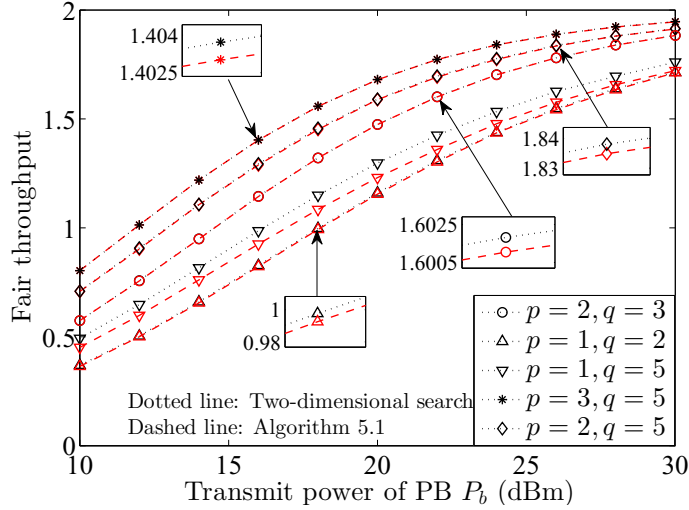 2
1.404
1.4025
1.5
1.84
1.83
Fair throughput
1
1.6025
1.6005
1
0.98
0.5
p = 2, q = 3
p = 1, q = 2
p = 1, q = 5
p = 3, q = 5
p = 2, q = 5
Dotted line: Two-dimensional search
Dashed line: Algorithm 5.1
0
10 15 20 25 30
Transmit power of PB P_b (dBm)